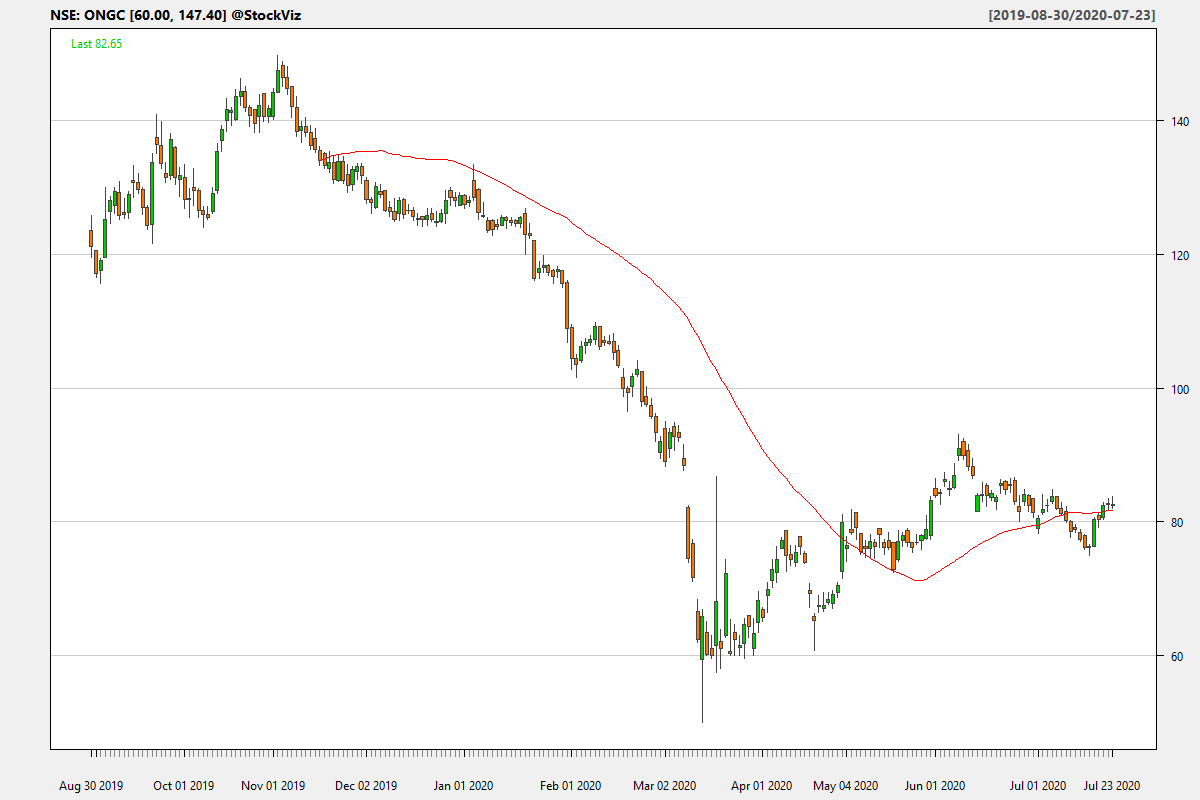 NSE: ONGC [60.00, 147.40] @StockViz
[2019-08-30/2020-07-23]
Last 82.65
140
120
100
80
60
Aug 30 2019 Oct 01 2019 Nov 01 2019 Dec 02 2019 Jan 01 2020 Feb 01 2020 Mar 02 2020 Apr 01 2020 May 04 2020 Jun 01 2020 Jul 01 2020 Jul 23 2020